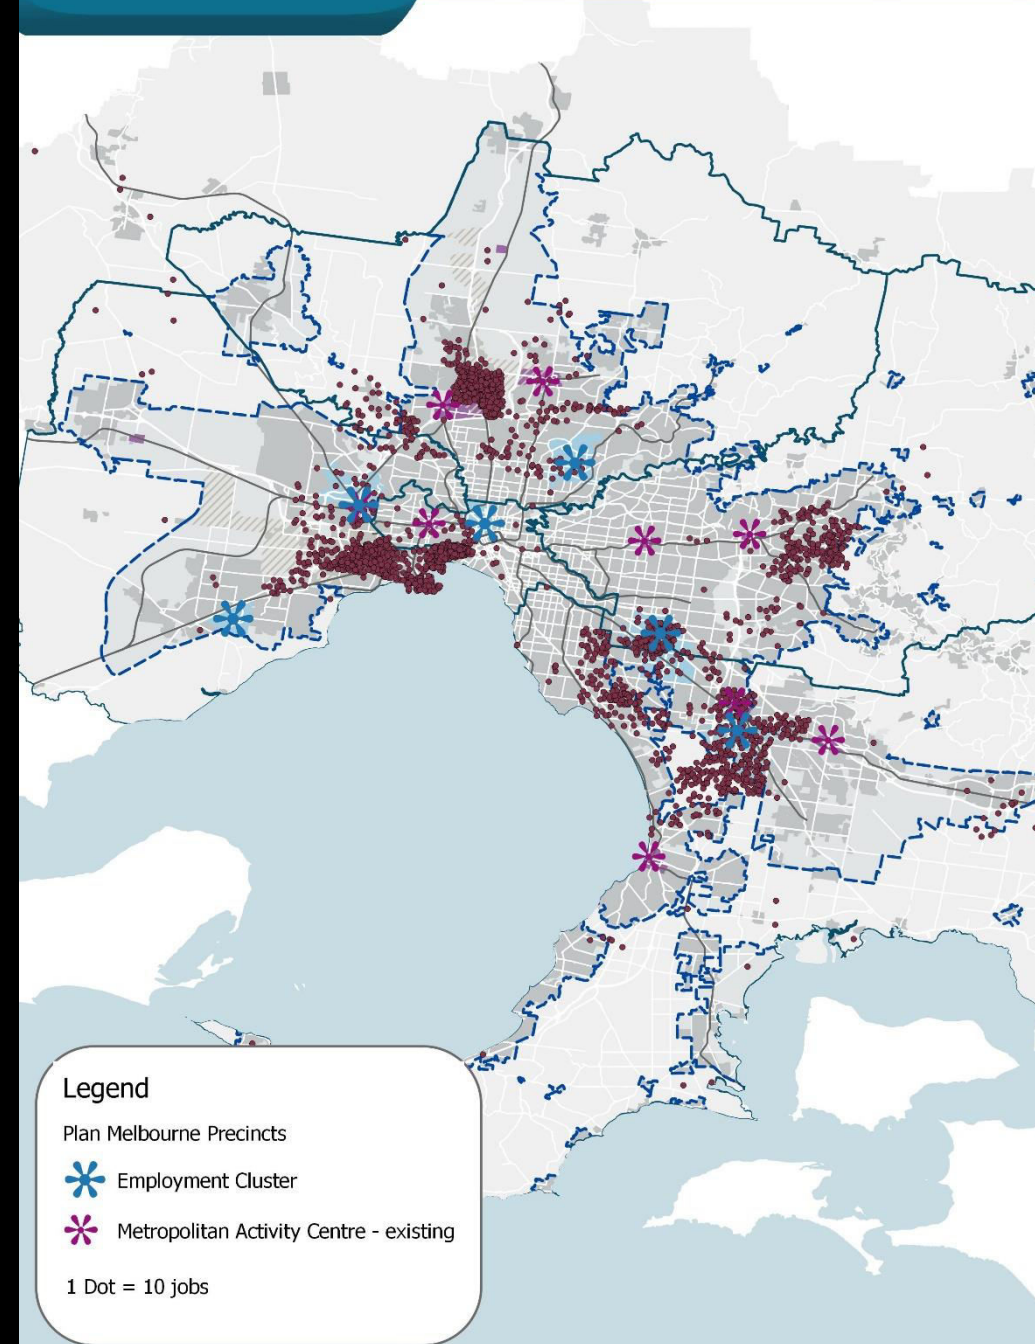 Legend
Plan Melbourne Precincts
Employment Cluster
Metropolitan Activity Centre - existing
1 Dot = 10 jobs